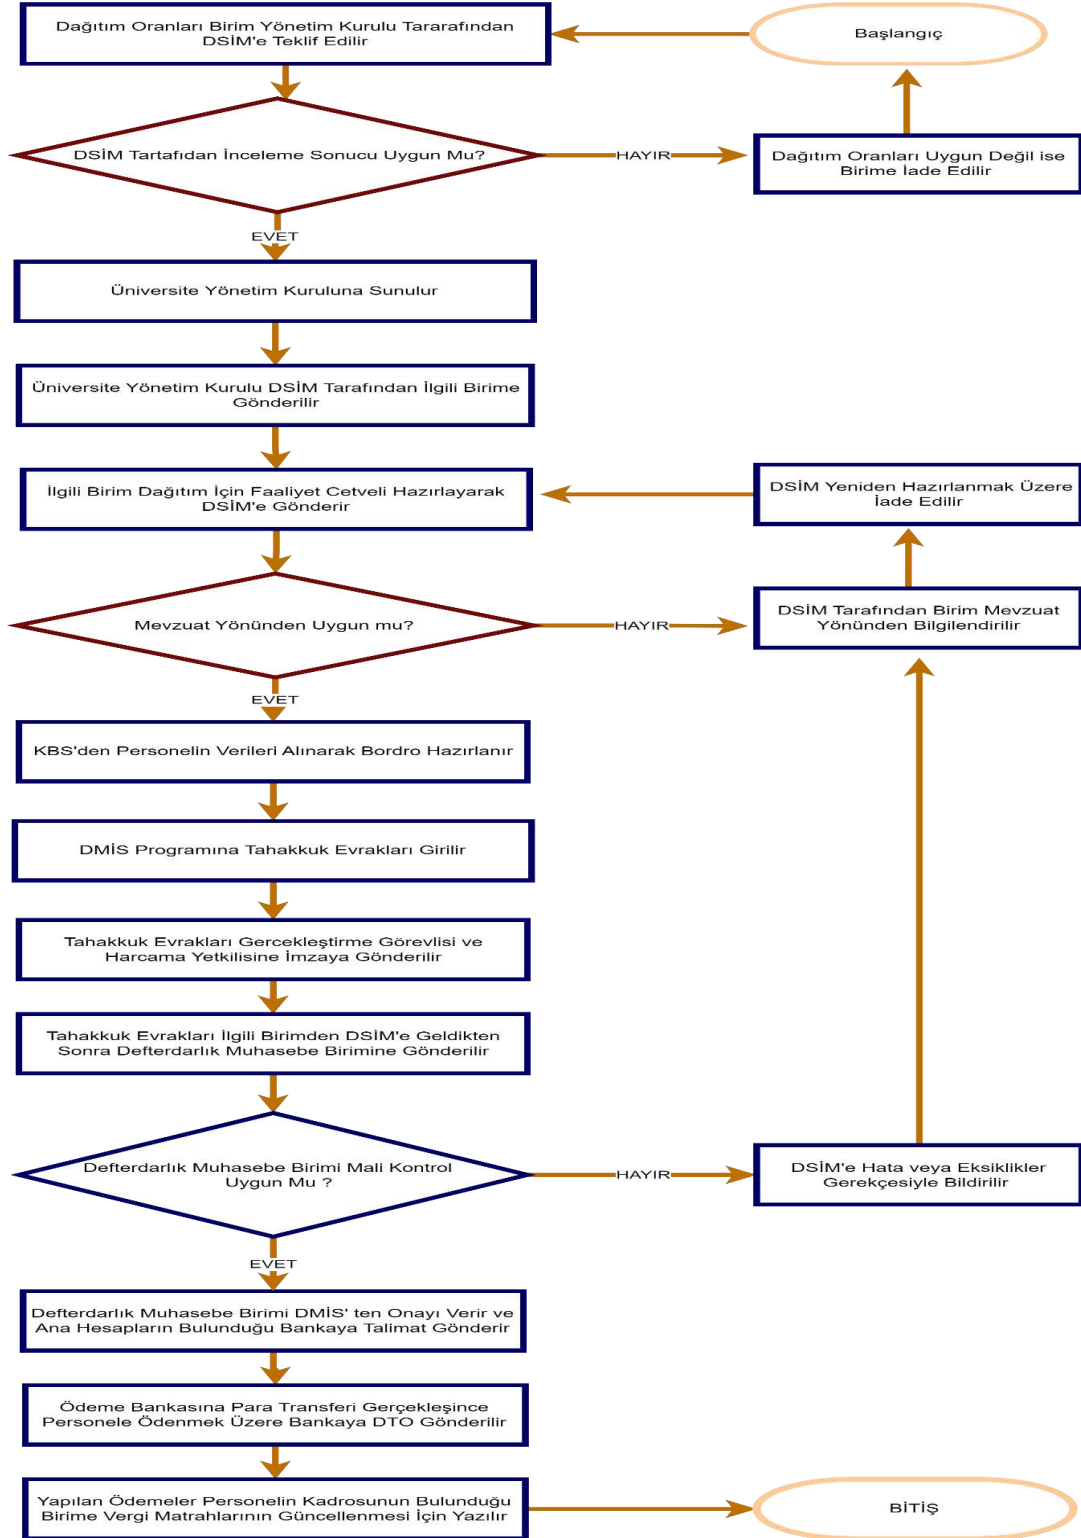 Dağıtım Oranları Birim Yönetim Kurulu Tararafından
DSİM'e Teklif Edilir
Başlangıç
DSİM Tartafıdan İnceleme Sonucu Uygun Mu?
HAYIR
Dağıtım Oranları Uygun Değil ise
Birime İade Edilir
EVET
Üniversite Yönetim Kuruluna Sunulur
Üniversite Yönetim Kurulu DSİM Tarafından İlgili Birime
Gönderilir
İlgili Birim Dağıtım İçin Faaliyet Cetveli Hazırlayarak
DSİM'e Gönderir
DSİM Yeniden Hazırlanmak Üzere
İade Edilir
Mevzuat Yönünden Uygun mu?
HAYIR
DSİM Tarafından Birim Mevzuat
Yönünden Bilgilendirilir
EVET
KBS'den Personelin Verileri Alınarak Bordro Hazırlanır
DMİS Programına Tahakkuk Evrakları Girilir
Tahakkuk Evrakları Gercekleştirme Görevlisi ve
Harcama Yetkilisine İmzaya Gönderilir
Tahakkuk Evrakları İlgili Birimden DSİM'e Geldikten
Sonra Defterdarlık Muhasebe Birimine Gönderilir
Defterdarlık Muhasebe Birimi Mali Kontrol
Uygun Mu ?
HAYIR
DSİM'e Hata veya Eksiklikler
Gerekçesiyle Bildirilir
EVET
Defterdarlık Muhasebe Birimi DMİS' ten Onayı Verir ve
Ana Hesapların Bulunduğu Bankaya Talimat Gönderir
Ödeme Bankasına Para Transferi Gerçekleşince
Personele Ödenmek Üzere Bankaya DTO Gönderilir
Yapılan Ödemeler Personelin Kadrosunun Bulunduğu
Birime Vergi Matrahlarının Güncellenmesi İçin Yazılır
BİTİŞ